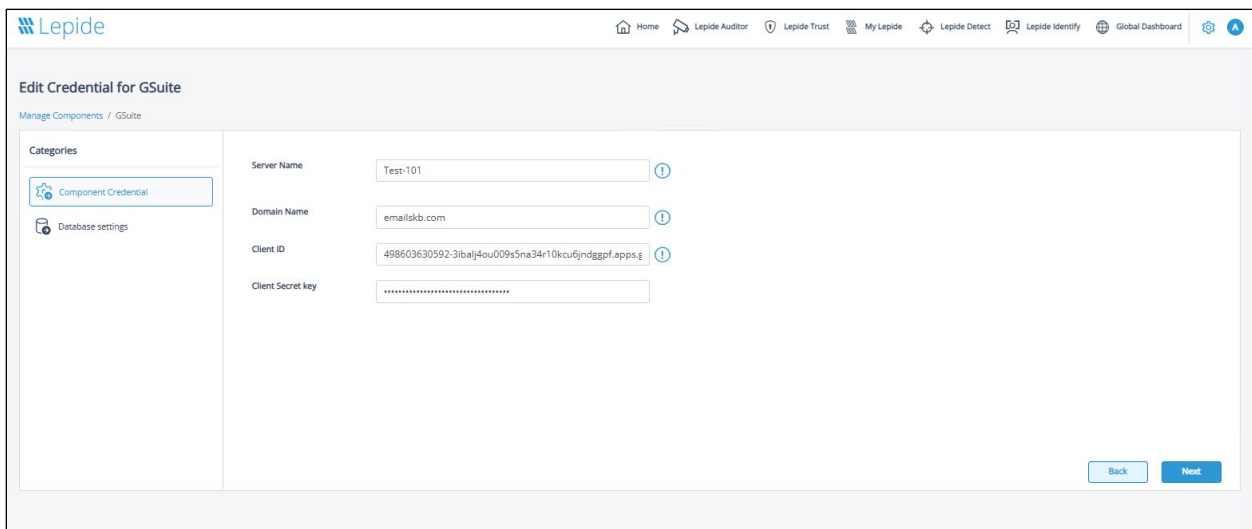 Lepide
Home Lepide Auditor Lepide Trust My Lepide Lepide Detect Lepide Identify Global Dashboard A
Edit Credential for GSuite
Manage Components / GSuite
Categories
Component Credential
Database settings
Server Name Test-101
Domain Name emailskb.com
Client ID 498603630592-3ibalj4ou009s5na34r10kcu6jndggpf.apps.g
Client Secret key ••••••••••••••••••••••••••••••••••
Back Next